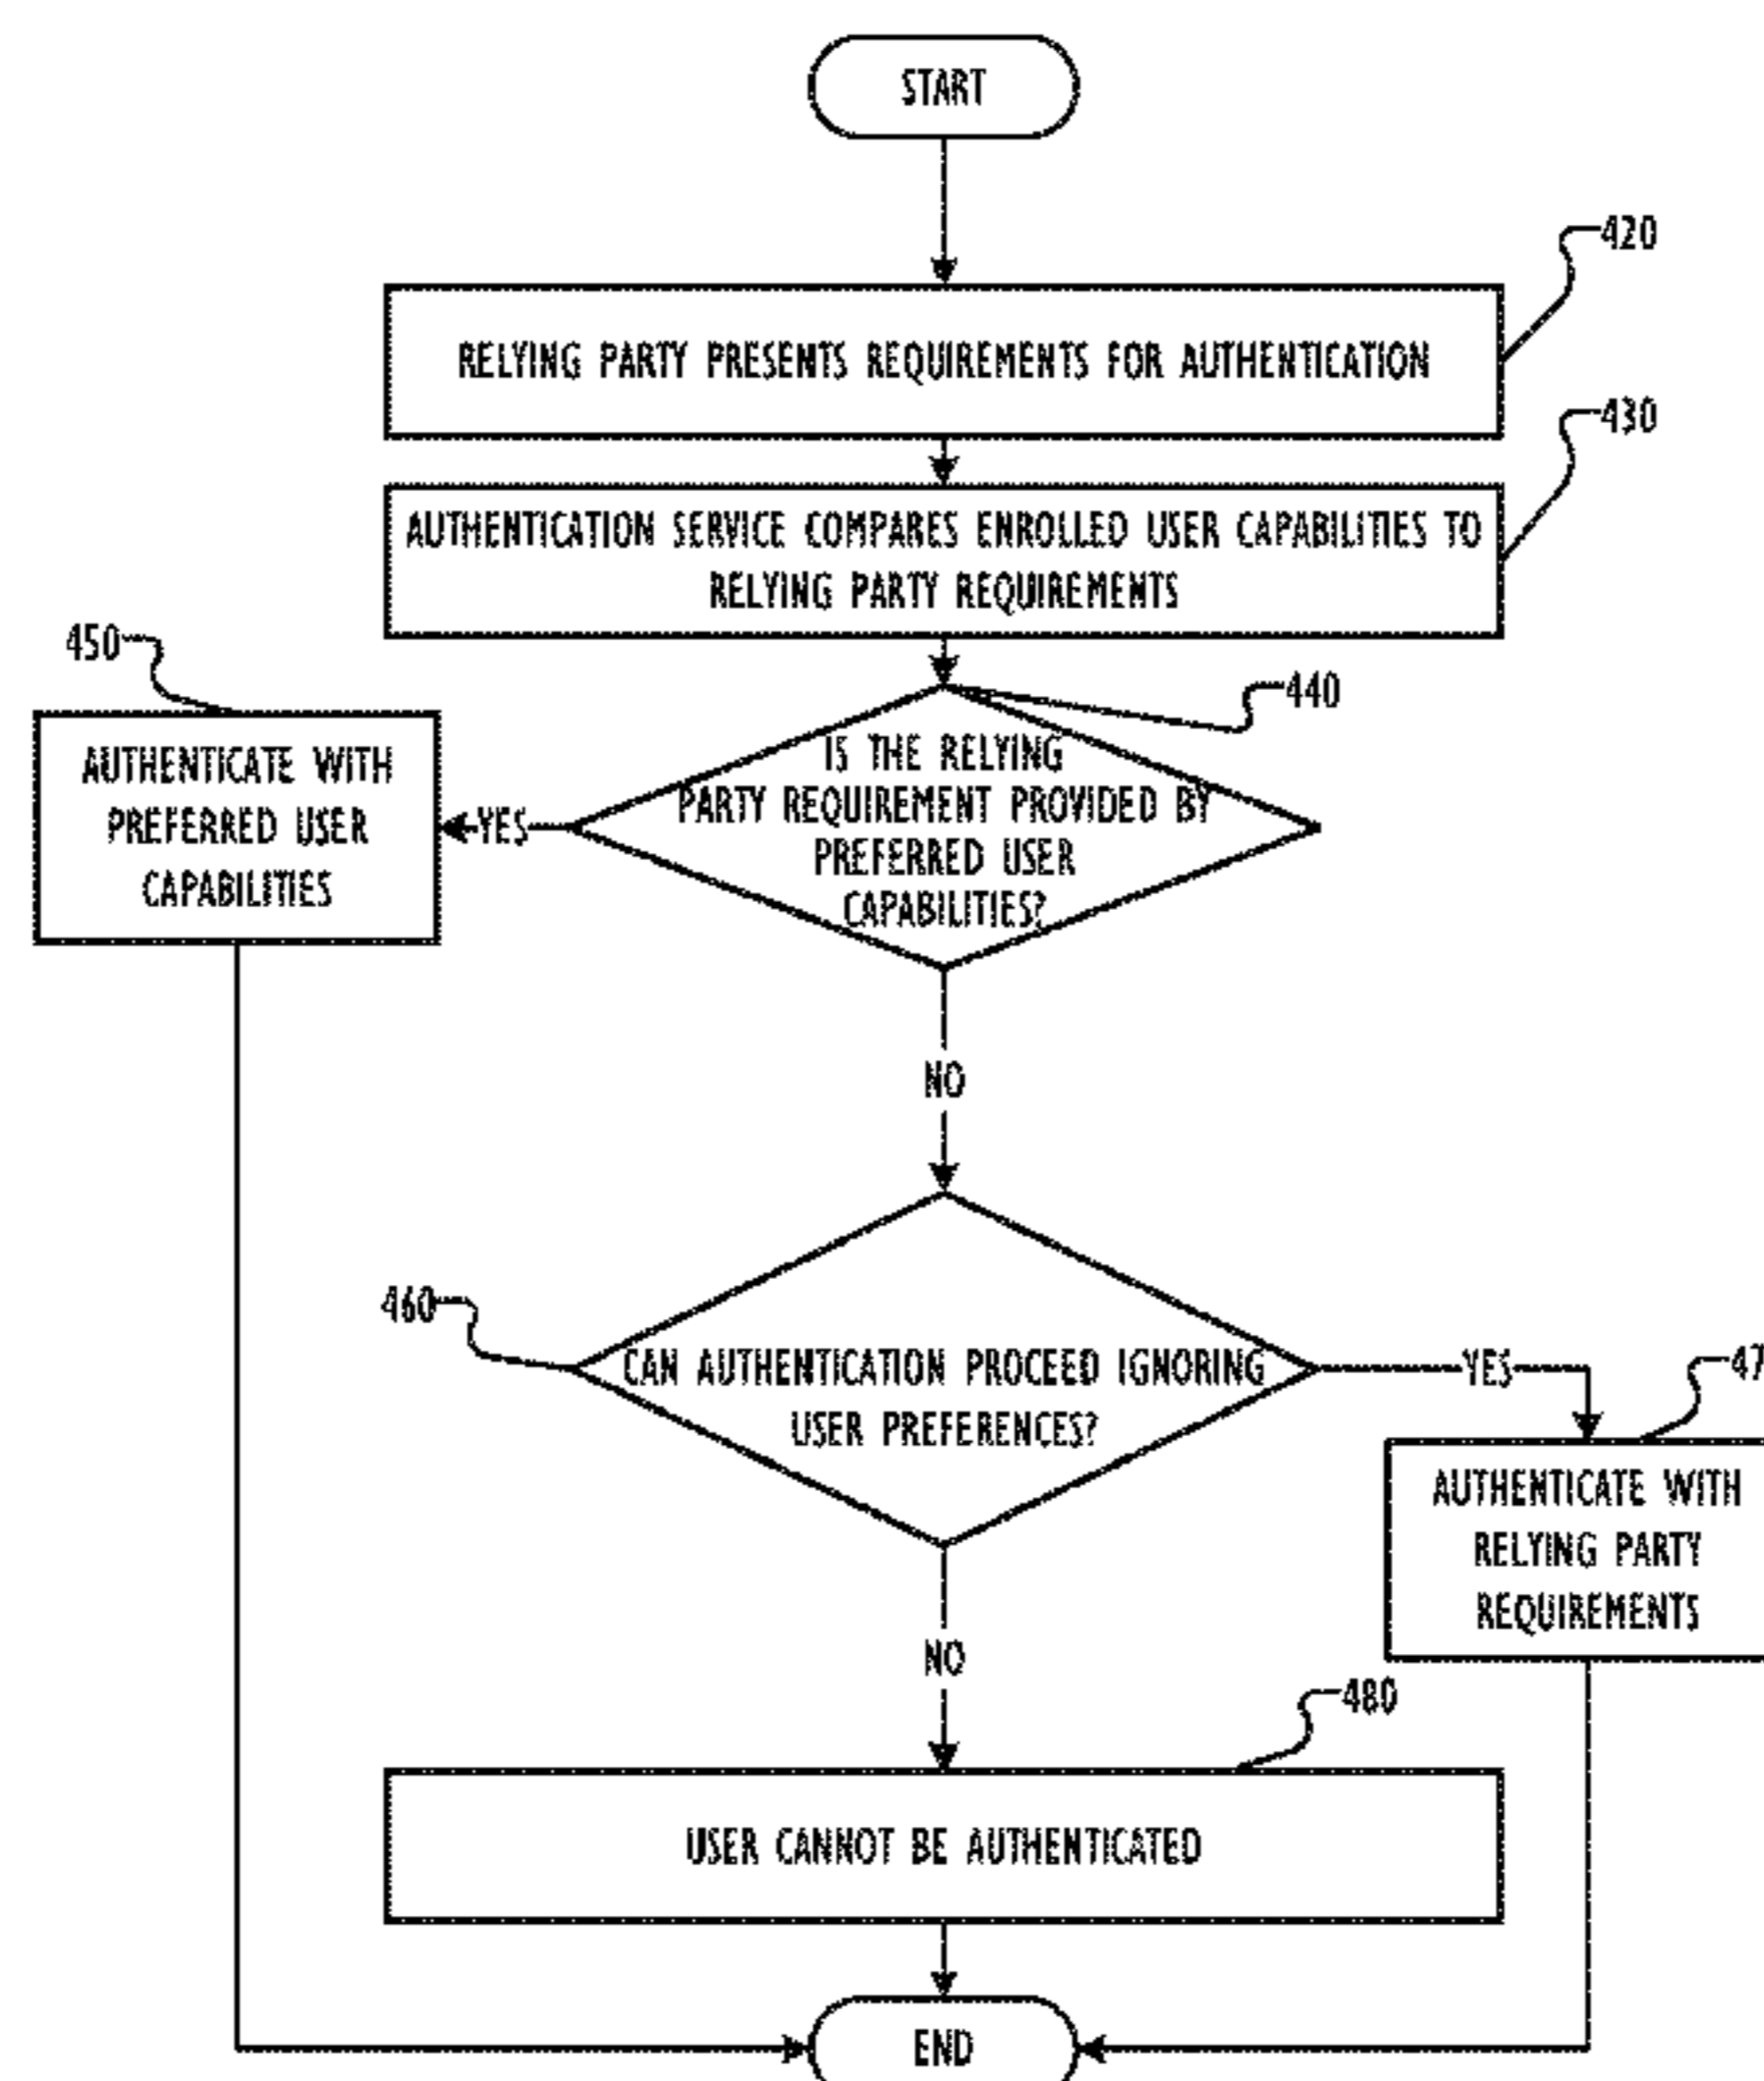 START
420
RELYING PARTY PRESENTS REQUIREMENTS FOR AUTHENTICATION
430
AUTHENTICATION SERVICE COMPARES ENROLLED USER CAPABILITIES TO
RELYING PARTY REQUIREMENTS
450
440
AUTHENTICATE WITH
PREFERRED USER
CAPABILITIES
YES
IS THE RELYING
PARTY REQUIREMENT PROVIDED BY
PREFERRED USER
CAPABILITIES?
NO
460
CAN AUTHENTICATION PROCEED IGNORING
USER PREFERENCES?
YES
47
AUTHENTICATE WITH
RELYING PARTY
REQUIREMENTS
NO
480
USER CANNOT BE AUTHENTICATED
END